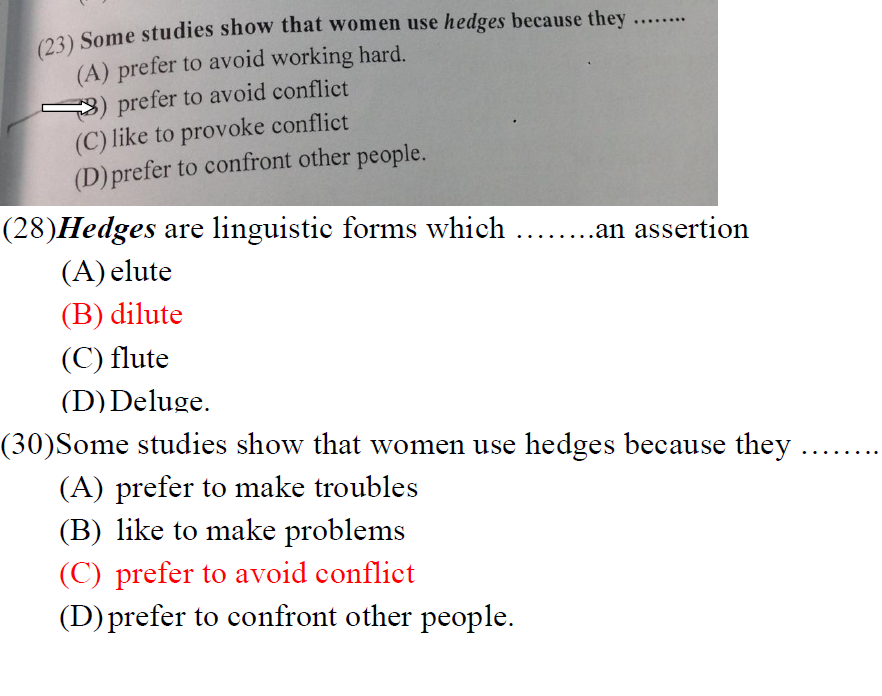 (23) Some studies show that women use hedges because they ........
(A) prefer to avoid working hard.
(B) prefer to avoid conflict
(C) like to provoke conflict
(D) prefer to confront other people.
(28)Hedges are linguistic forms which ........an assertion
(A) elute
(B) dilute
(C) flute
(D) Deluge.
(30)Some studies show that women use hedges because they ........
(A) prefer to make troubles
(B) like to make problems
(C) prefer to avoid conflict
(D) prefer to confront other people.